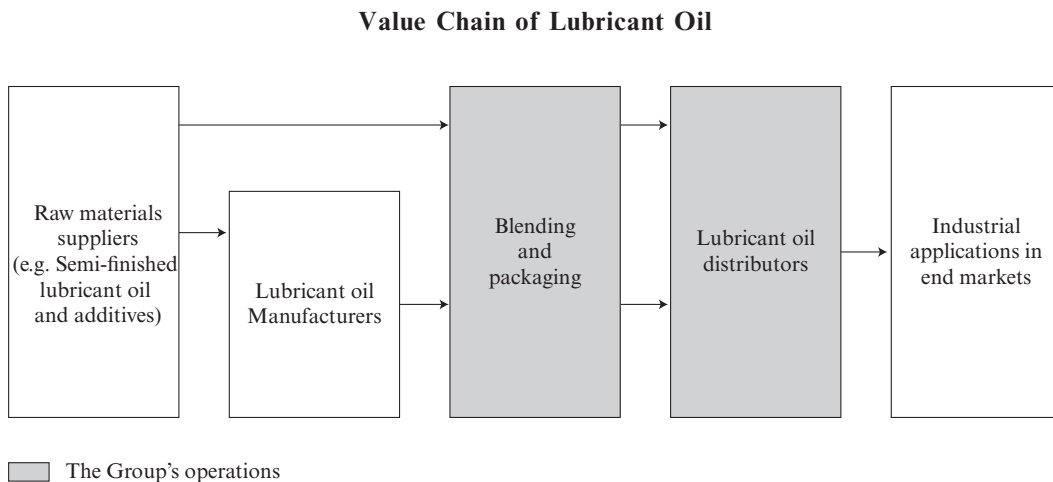 Value Chain of Lubricant Oil
Raw materials
suppliers
(e.g. Semi-finished
lubricant oil
and additives)
Lubricant oil
Manufacturers
Blending
and
packaging
Lubricant oil
distributors
Industrial
applications in
end markets
The Group's operations